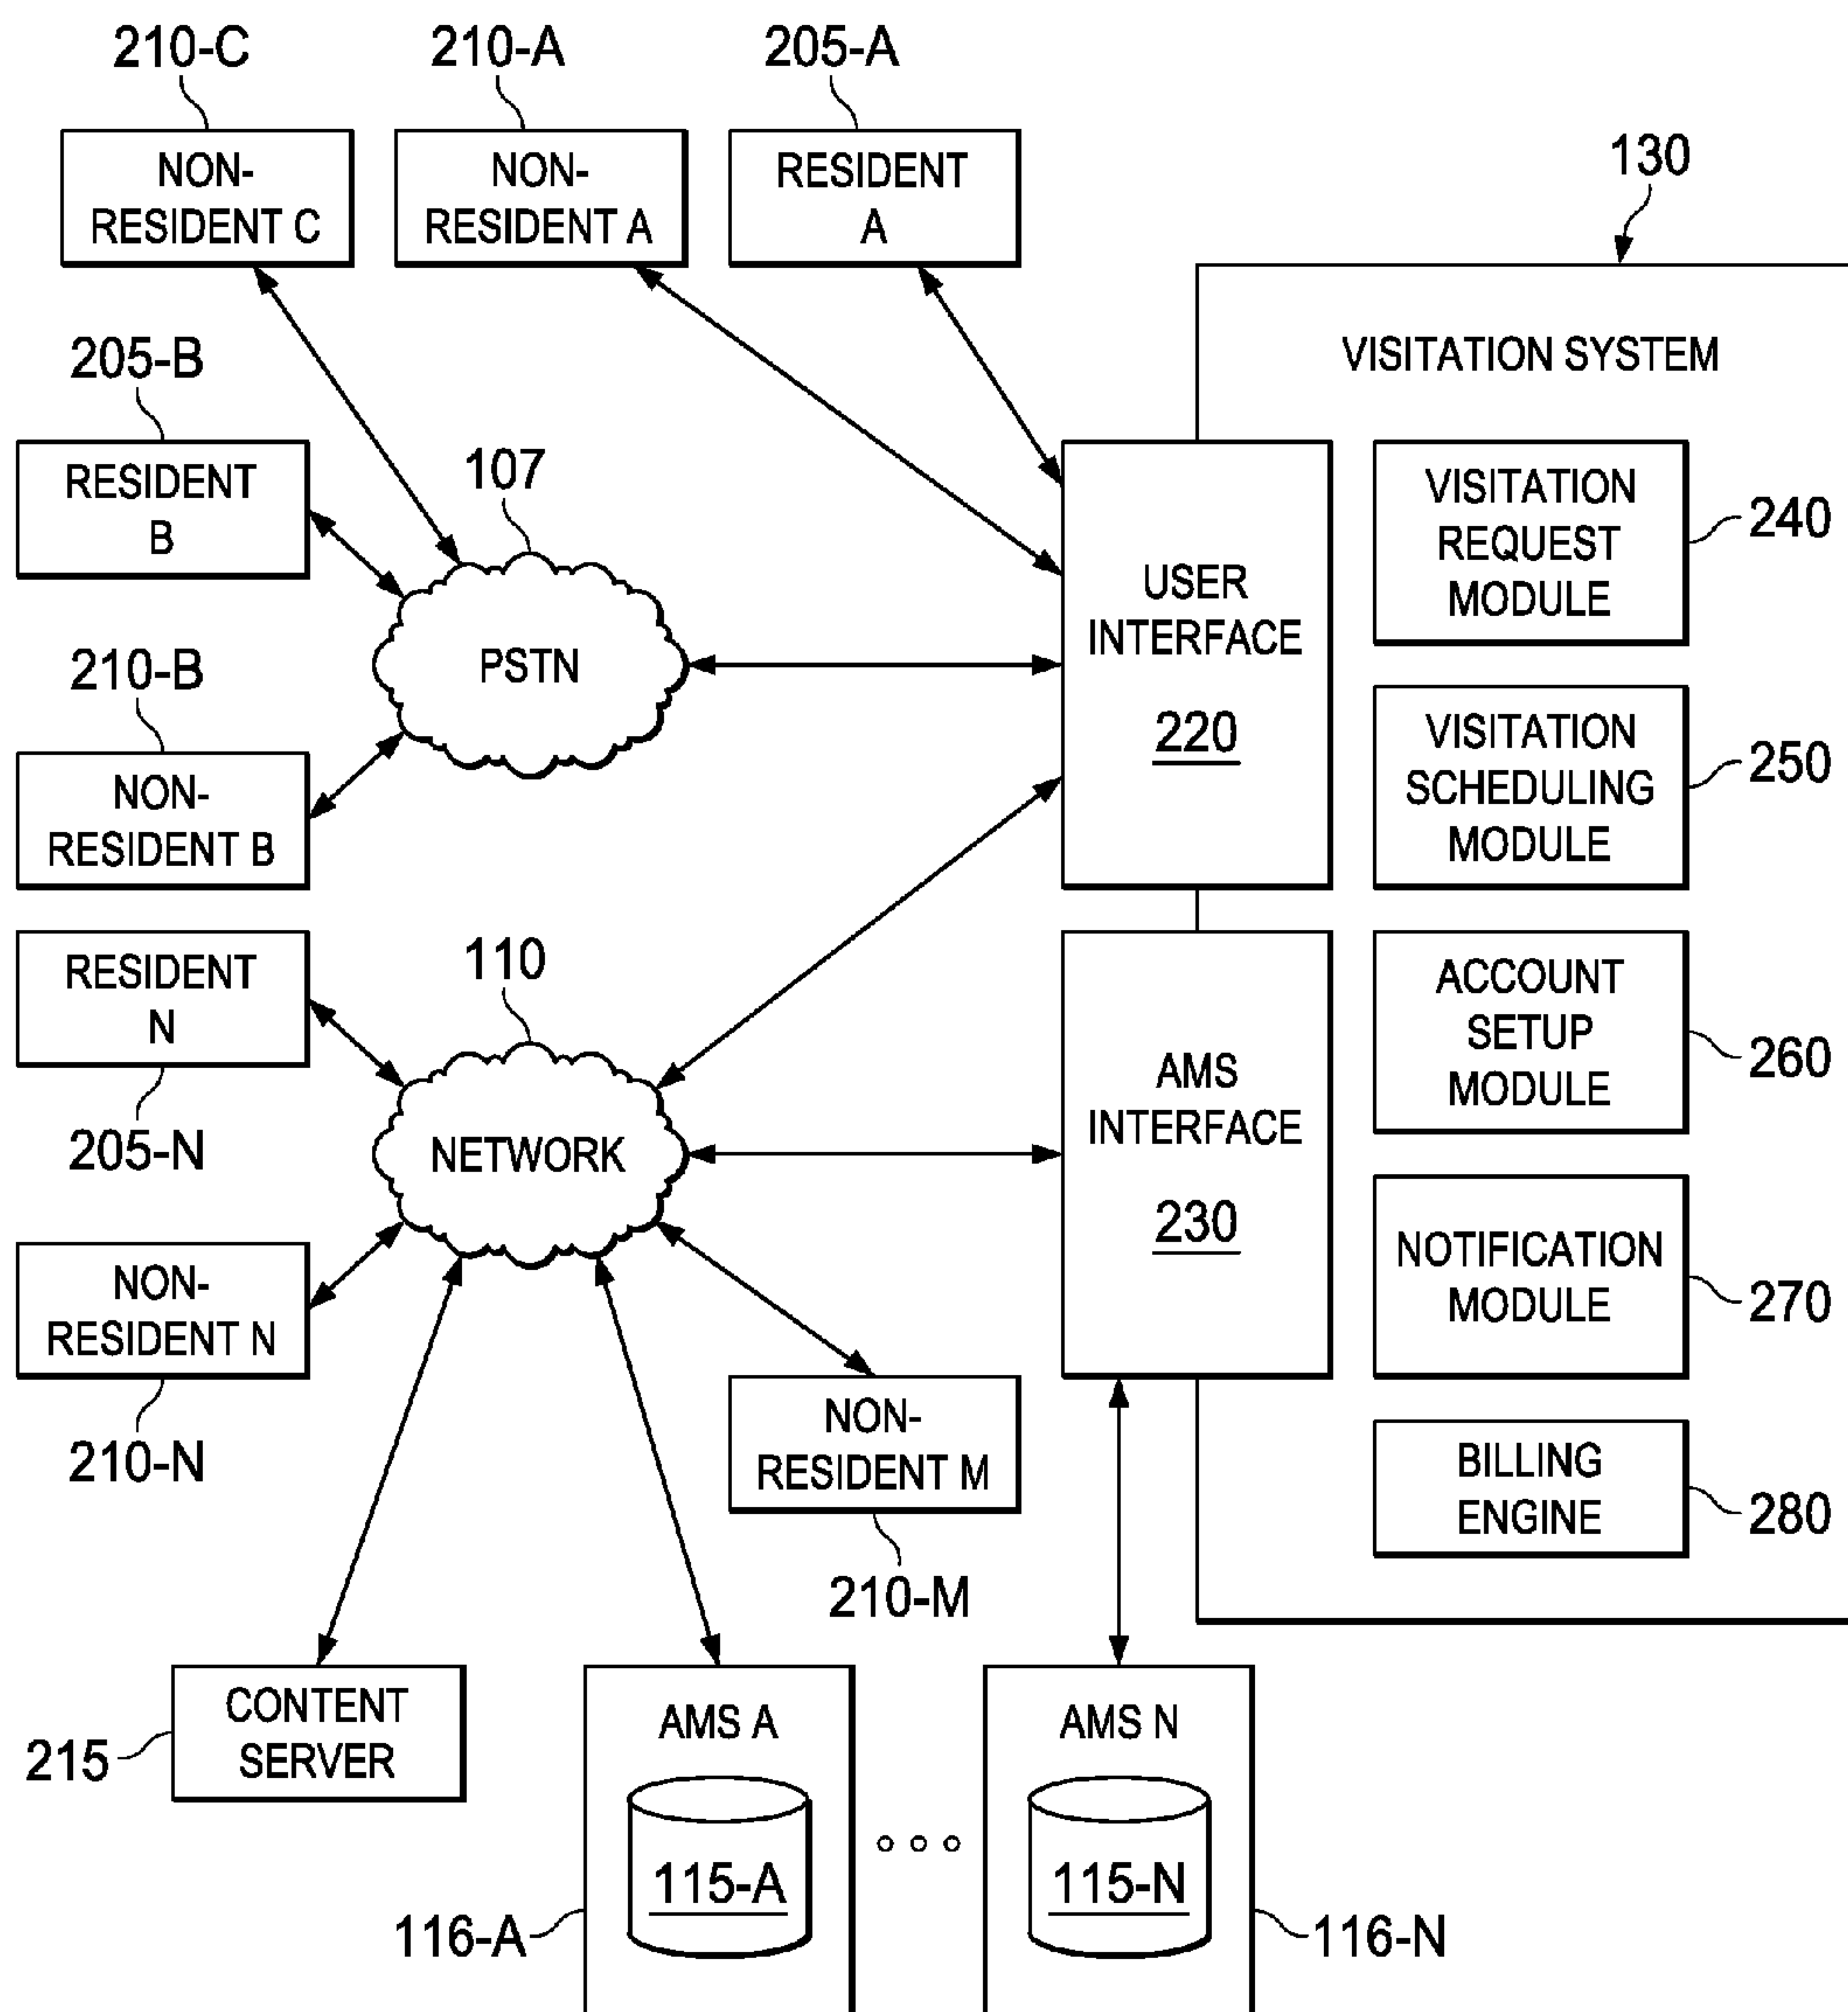 210-C
210-A
205-A
NON-
RESIDENT C
NON-
RESIDENT A
RESIDENT
A
130
VISITATION SYSTEM
205-B
RESIDENT
B
107
PSTN
210-B
NON-
RESIDENT B
USER
INTERFACE
220
VISITATION
REQUEST
MODULE
240
VISITATION
SCHEDULING
MODULE
250
RESIDENT
N
205-N
110
NETWORK
AMS
INTERFACE
230
ACCOUNT
SETUP
MODULE
260
NON-
RESIDENT N
210-N
NOTIFICATION
MODULE
270
NON-
RESIDENT M
210-M
BILLING
ENGINE
280
CONTENT
SERVER
215
AMS A
115-A
116-A
AMS N
115-N
116-N